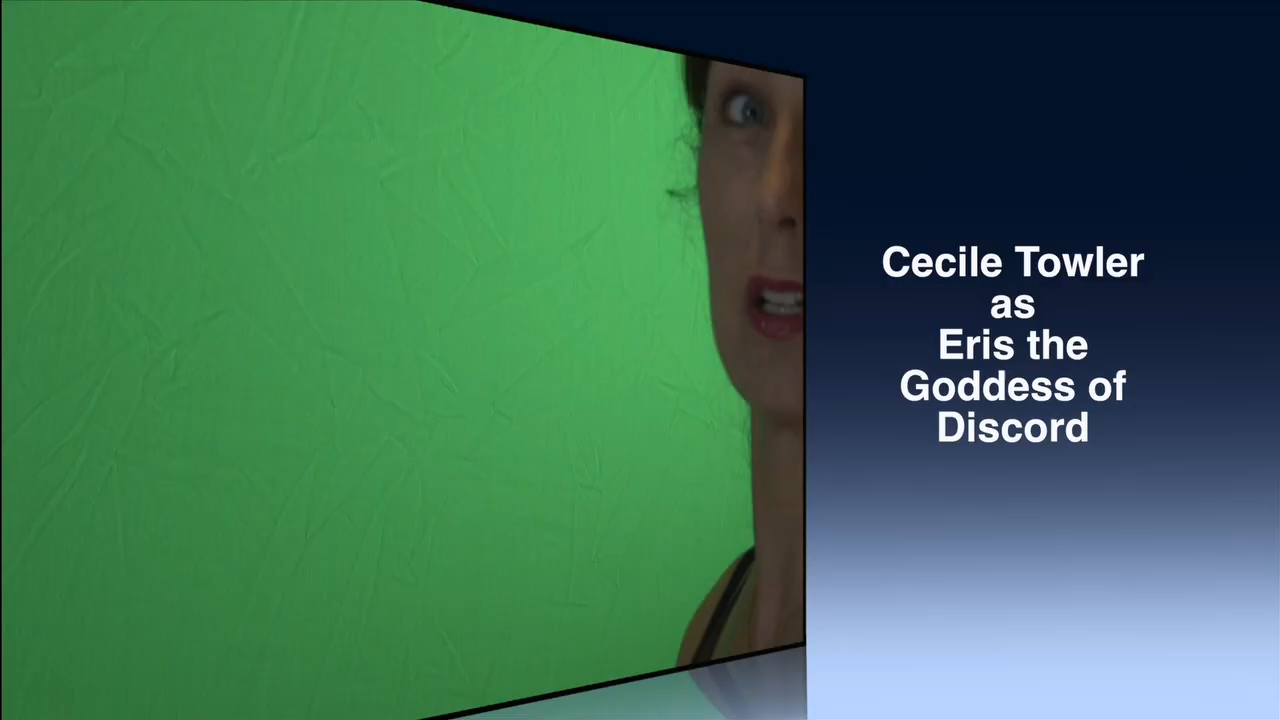 Cecile Towler
as
Eris the
Goddess of
Discord